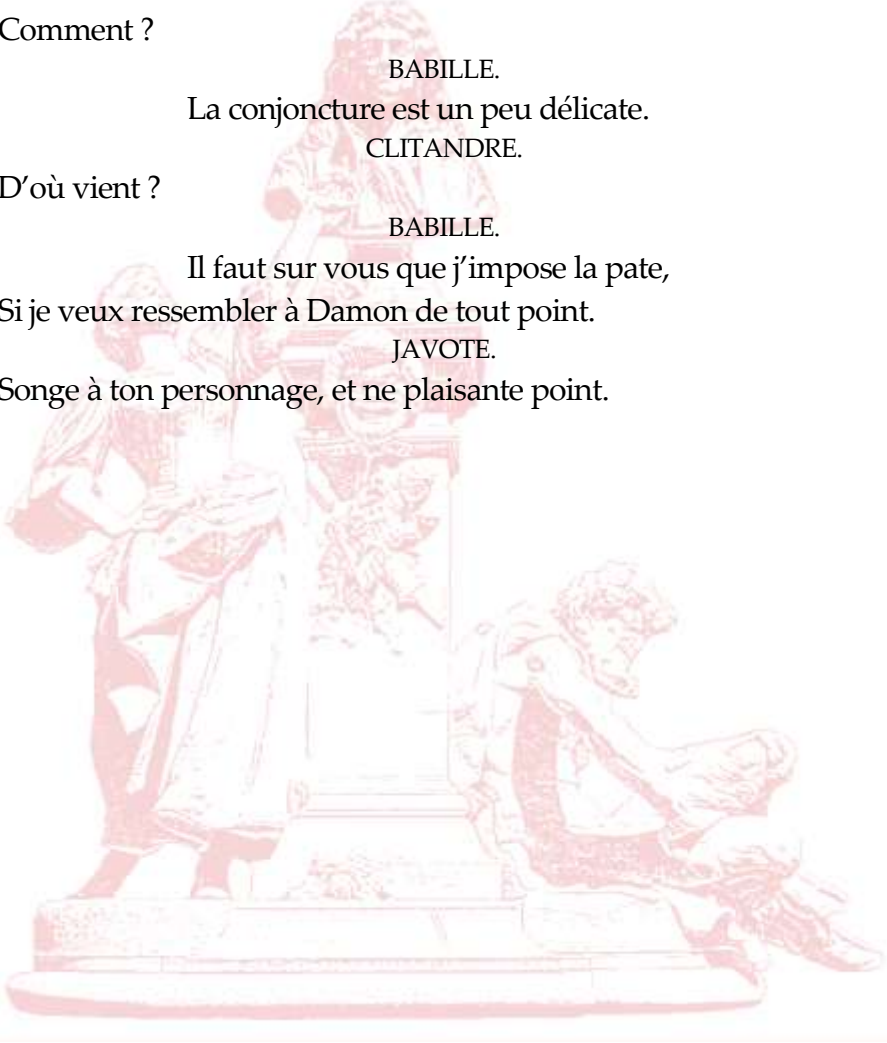 Comment ?
BABILLE.
La conjoncture est un peu délicate.
CLITANDRE.
D’où vient ?
BABILLE.
Il faut sur vous que j’impose la pate,
Si je veux ressembler à Damon de tout point.
JAVOTE.
Songe à ton personnage, et ne plaisante point.